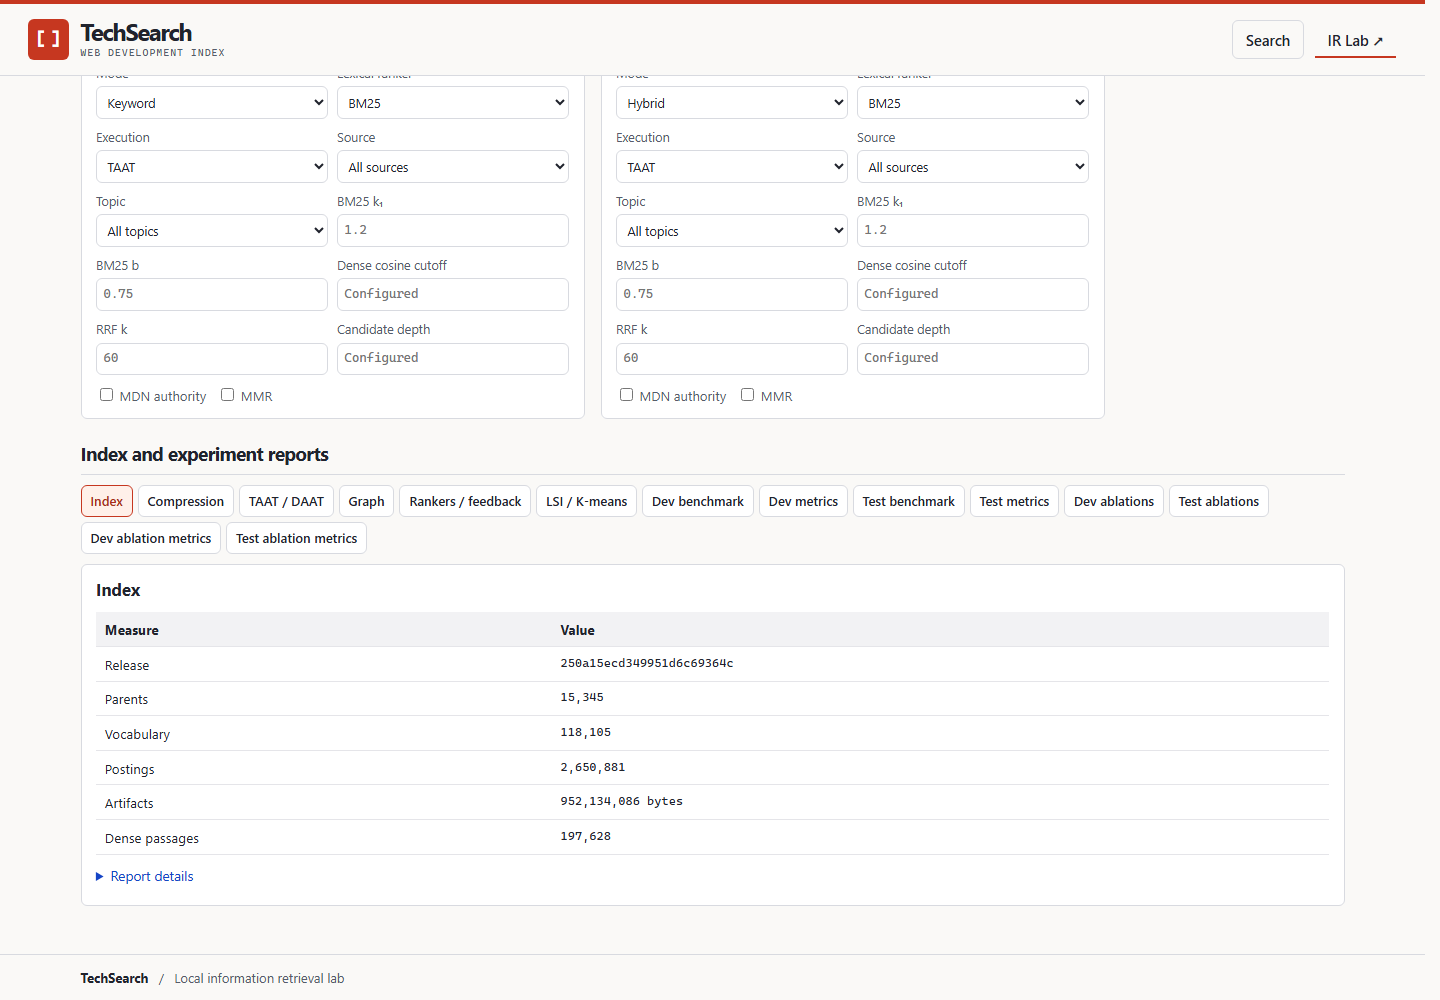 [ ] TechSearch
WEB DEVELOPMENT INDEX
Search
IR Lab ↗
Mode Lexical ranker Mode Lexical ranker
Keyword BM25 Hybrid BM25
Execution Source Execution Source
TAAT All sources TAAT All sources
Topic BM25 k₁ Topic BM25 k₁
All topics 1.2 All topics 1.2
BM25 b Dense cosine cutoff BM25 b Dense cosine cutoff
0.75 Configured 0.75 Configured
RRF k Candidate depth RRF k Candidate depth
60 Configured 60 Configured
MDN authority MMR MDN authority MMR
Index and experiment reports
Index Compression TAAT / DAAT Graph Rankers / feedback LSI / K-means Dev benchmark Dev metrics Test benchmark Test metrics Dev ablations Test ablations
Dev ablation metrics Test ablation metrics
Index
Measure Value
Release 250a15ecd349951d6c69364c
Parents 15,345
Vocabulary 118,105
Postings 2,650,881
Artifacts 952,134,086 bytes
Dense passages 197,628
Report details
TechSearch / Local information retrieval lab